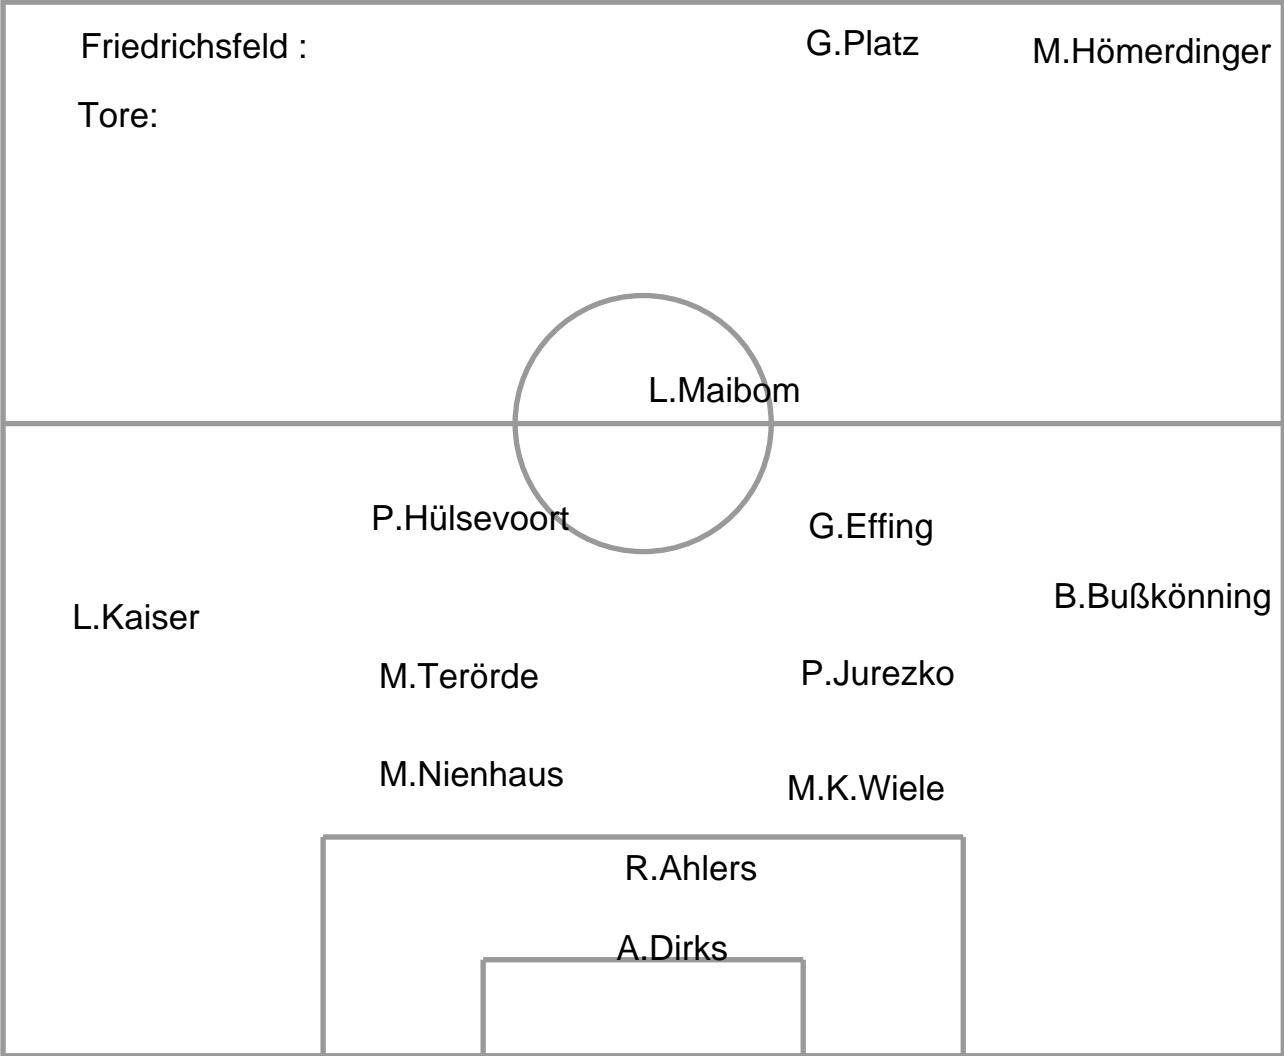 Friedrichsfeld :
G.Platz
M.Hömerdinger
Tore:
L.Maibom
P.Hülsevoort
G.Effing
B.Bußkönning
L.Kaiser
M.Terörde
P.Jurezko
M.Nienhaus
M.K.Wiele
R.Ahlers
A.Dirks